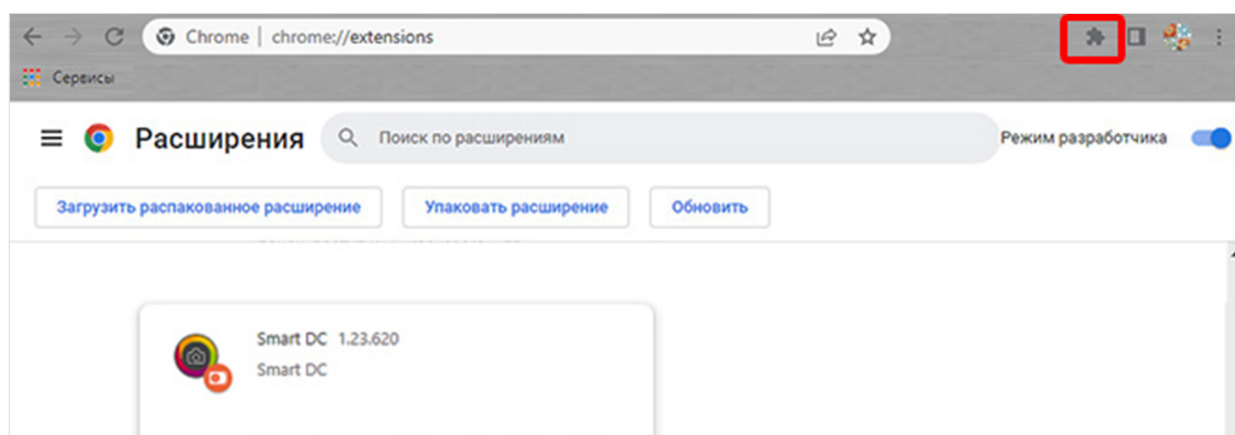 Chrome | chrome://extensions
Сервисы
Расширения
Поиск по расширениям
Режим разработчика
Загрузить распакованное расширение
Упаковать расширение
Обновить
Smart DC 1.23.620
Smart DC